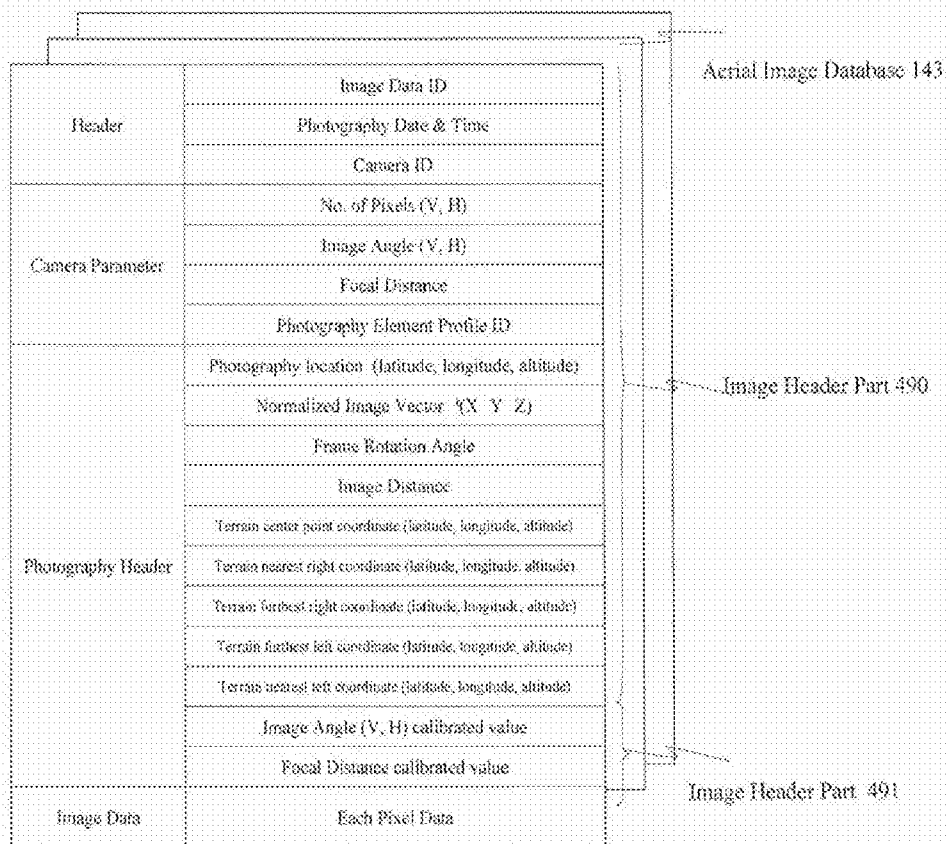 Aerial Image Database 143
Header
Image Data ID
Photography Date & Time
Camera ID
Camera Parameter
No. of Pixels (V, H)
Image Angle (V, H)
Focal Distance
Photography Element Profile ID
Image Header Part 490
Photography Header
Photography location (latitude, longitude, altitude)
Normalized Image Vector t(X Y Z)
Frame Rotation Angle
Image Distance
Terrain center point coordinate (latitude, longitude, altitude)
Terrain nearest right coordinate (latitude, longitude, altitude)
Terrain furthest right coordinate (latitude, longitude, altitude)
Terrain furthest left coordinate (latitude, longitude, altitude)
Terrain nearest left coordinate (latitude, longitude, altitude)
Image Angle (V, H) calibrated value
Focal Distance calibrated value
Image Header Part 491
Image Data
Each Pixel Data